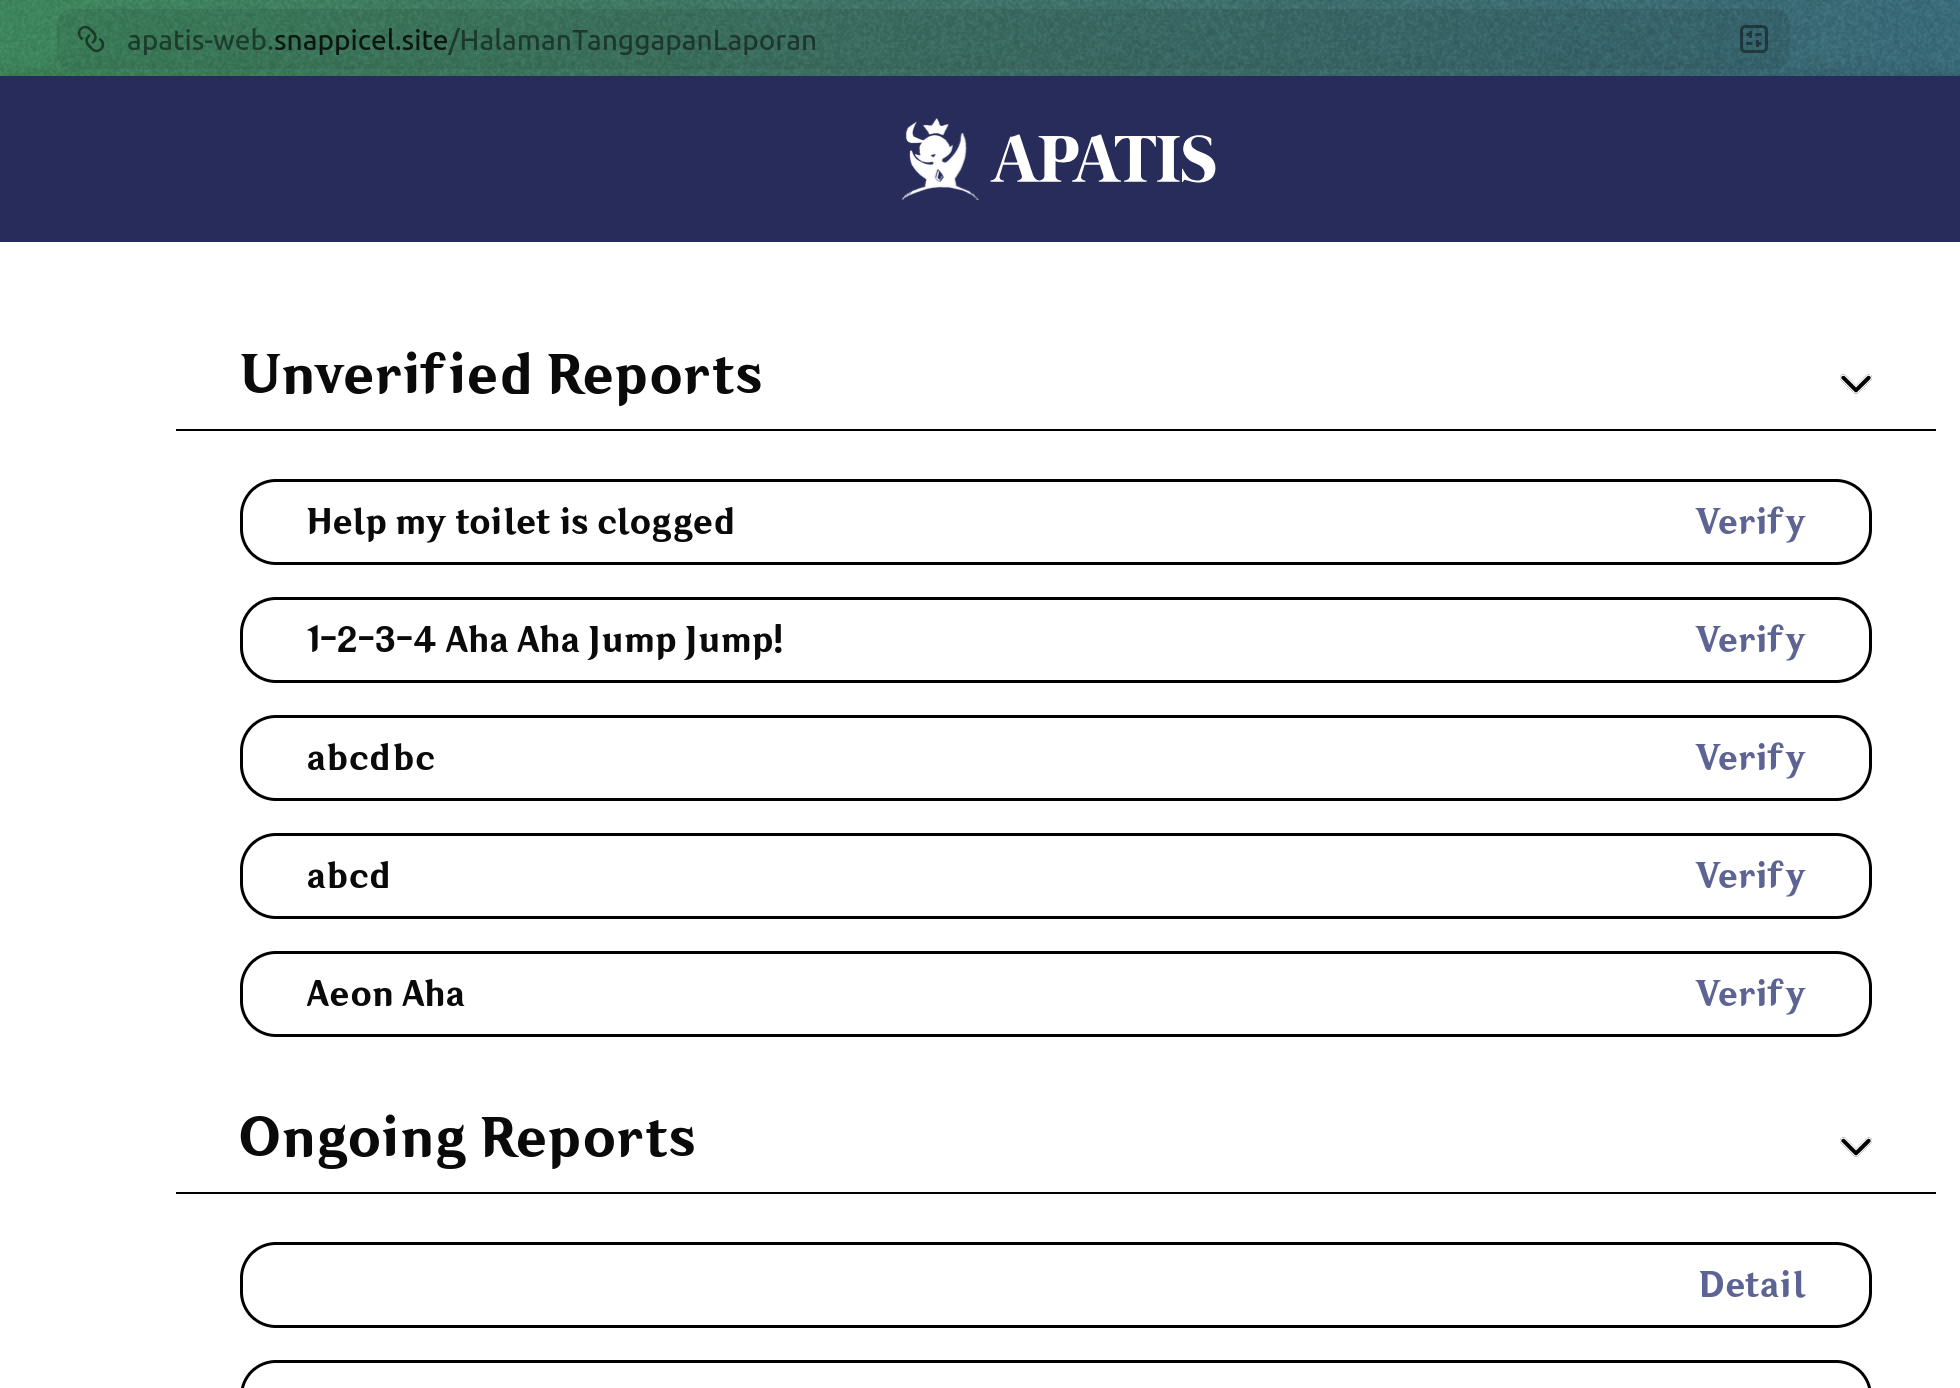 apatis-web.snappicel.site/HalamanTanggapanLaporan
APATIS
Unverified Reports
Help my toilet is clogged Verify
1-2-3-4 Aha Aha Jump Jump! Verify
abcdbc Verify
abcd Verify
Aeon Aha Verify
Ongoing Reports
Detail